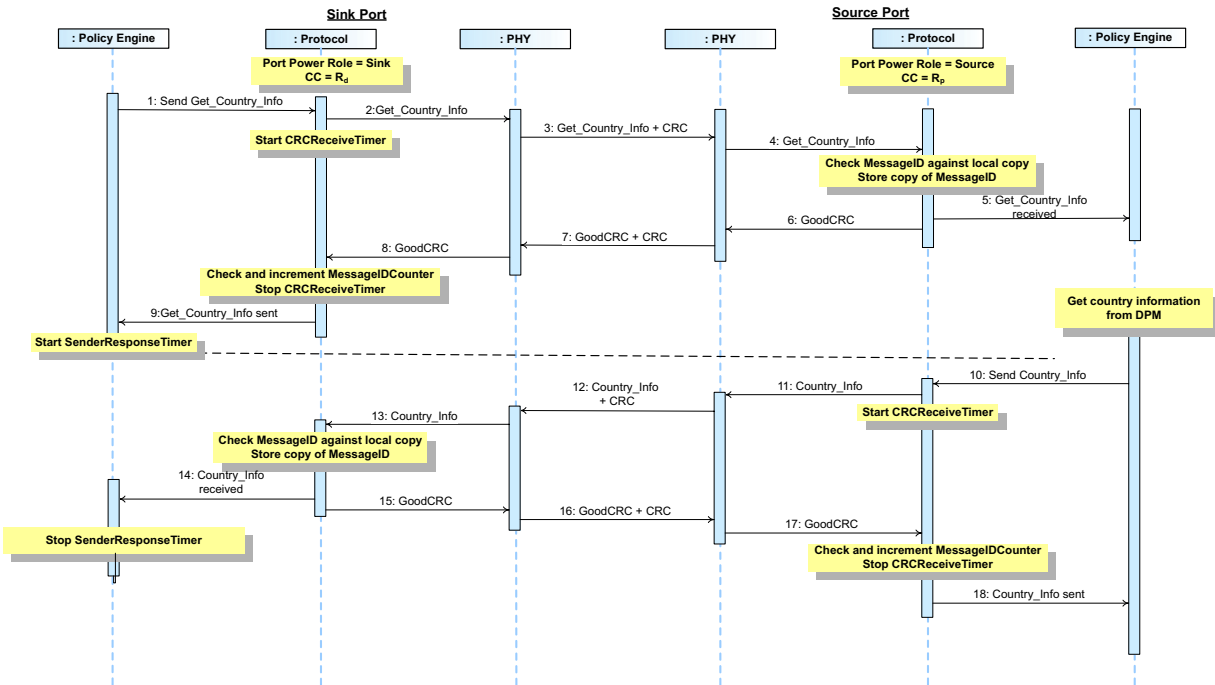 Sink Port
Source Port
: Policy Engine
: Protocol
: PHY
: PHY
: Protocol
: Policy Engine
Port Power Role = Sink
CC = Rd
Port Power Role = Source
CC = Rp
1: Send Get_Country_Info
2:Get_Country_Info
Start CRCReceiveTimer
3: Get_Country_Info + CRC
4: Get_Country_Info
Check MessageID against local copy
Store copy of MessageID
5: Get_Country_Info
received
6: GoodCRC
7: GoodCRC + CRC
8: GoodCRC
Check and increment MessageIDCounter
Stop CRCReceiveTimer
9:Get_Country_Info sent
Get country information
from DPM
Start SenderResponseTimer
10: Send Country_Info
11: Country_Info
Start CRCReceiveTimer
12: Country_Info
+ CRC
13: Country_Info
Check MessageID against local copy
Store copy of MessageID
14: Country_Info
received
15: GoodCRC
16: GoodCRC + CRC
17: GoodCRC
Stop SenderResponseTimer
Check and increment MessageIDCounter
Stop CRCReceiveTimer
18: Country_Info sent